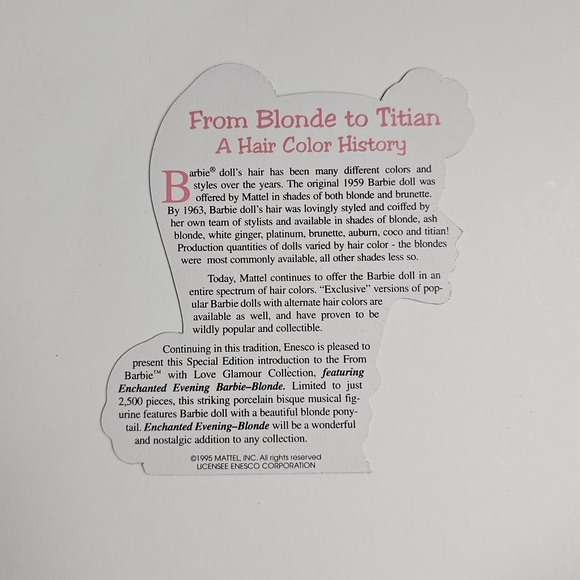 From Blonde to Titian
A Hair Color History
Barbie® doll's hair has been many different colors and
styles over the years. The original 1959 Barbie doll was
offered by Mattel in shades of both blonde and brunette.
By 1963, Barbie doll's hair was lovingly styled and coiffed by
her own team of stylists and available in shades of blonde, ash
blonde, white ginger, platinum, brunette, auburn, coco and titian!
Production quantities of dolls varied by hair color - the blondes
were most commonly available, all other shades less so.
Today, Mattel continues to offer the Barbie doll in an
entire spectrum of hair colors. "Exclusive" versions of pop-
ular Barbie dolls with alternate hair colors are
available as well, and have proven to be
wildly popular and collectible.
Continuing in this tradition, Enesco is pleased to
present this Special Edition introduction to the From
Barbie™ with Love Glamour Collection, featuring
Enchanted Evening Barbie–Blonde. Limited to just
2,500 pieces, this striking porcelain bisque musical fig-
urine features Barbie doll with a beautiful blonde pony-
tail. Enchanted Evening–Blonde will be a wonderful
and nostalgic addition to any collection.
©1995 MATTEL, INC. All rights reserved
LICENSEE ENESCO CORPORATION